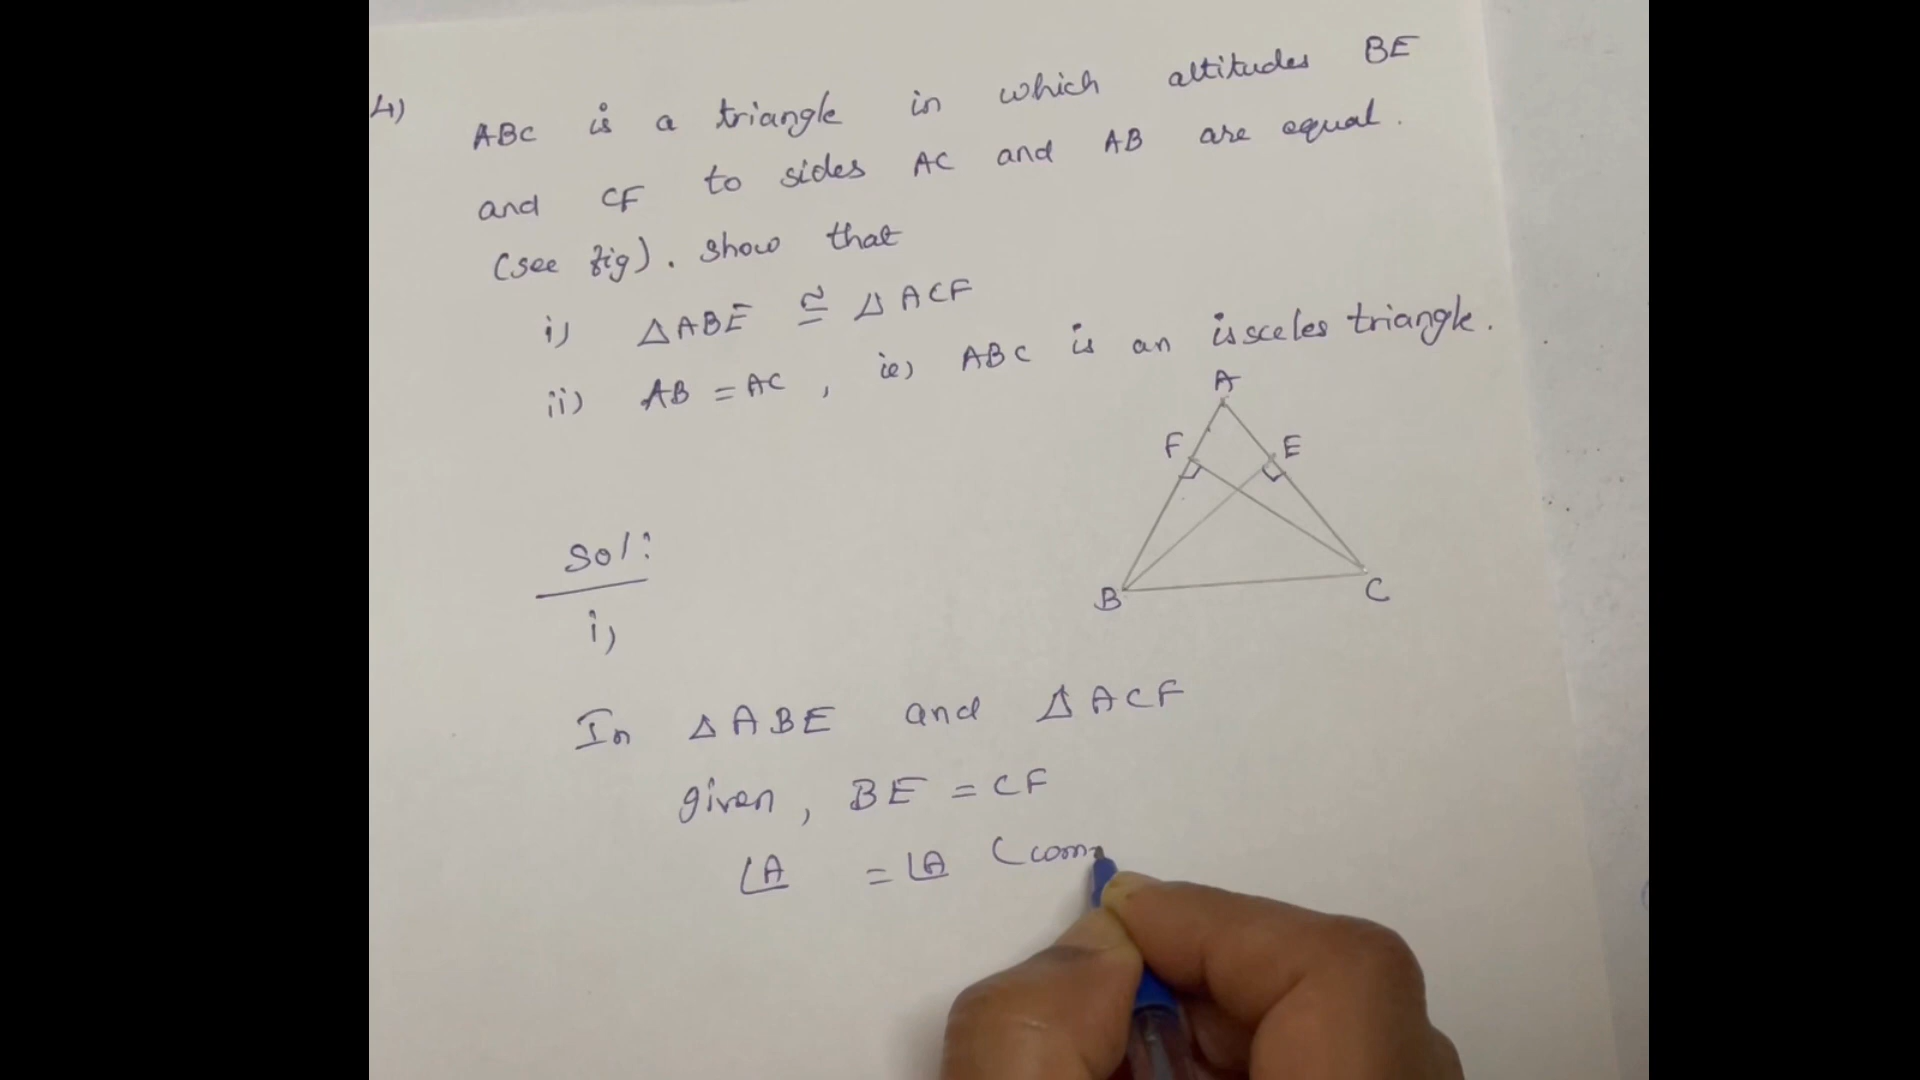 4) ABC is a triangle in which altitudes BE
and CF to sides AC and AB are equal.
(see fig). show that
i) △ABE ≅ △ACF
ii) AB = AC, ie) ABC is an isceles triangle.
A
F E
B C
Sol:
i)
In △ABE and △ACF
given, BE = CF
∠A = ∠A (com